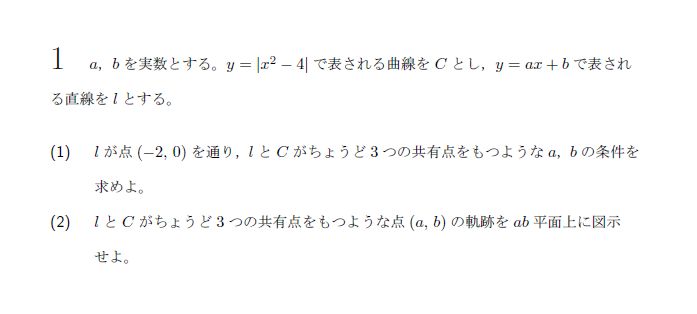 1 a, b を実数とする。y = |x² − 4| で表される曲線を C とし，y = ax + b で表され
る直線を l とする。
(1) l が点 (−2, 0) を通り，l と C がちょうど 3 つの共有点をもつような a, b の条件を
求めよ。
(2) l と C がちょうど 3 つの共有点をもつような点 (a, b) の軌跡を ab 平面上に図示
せよ。